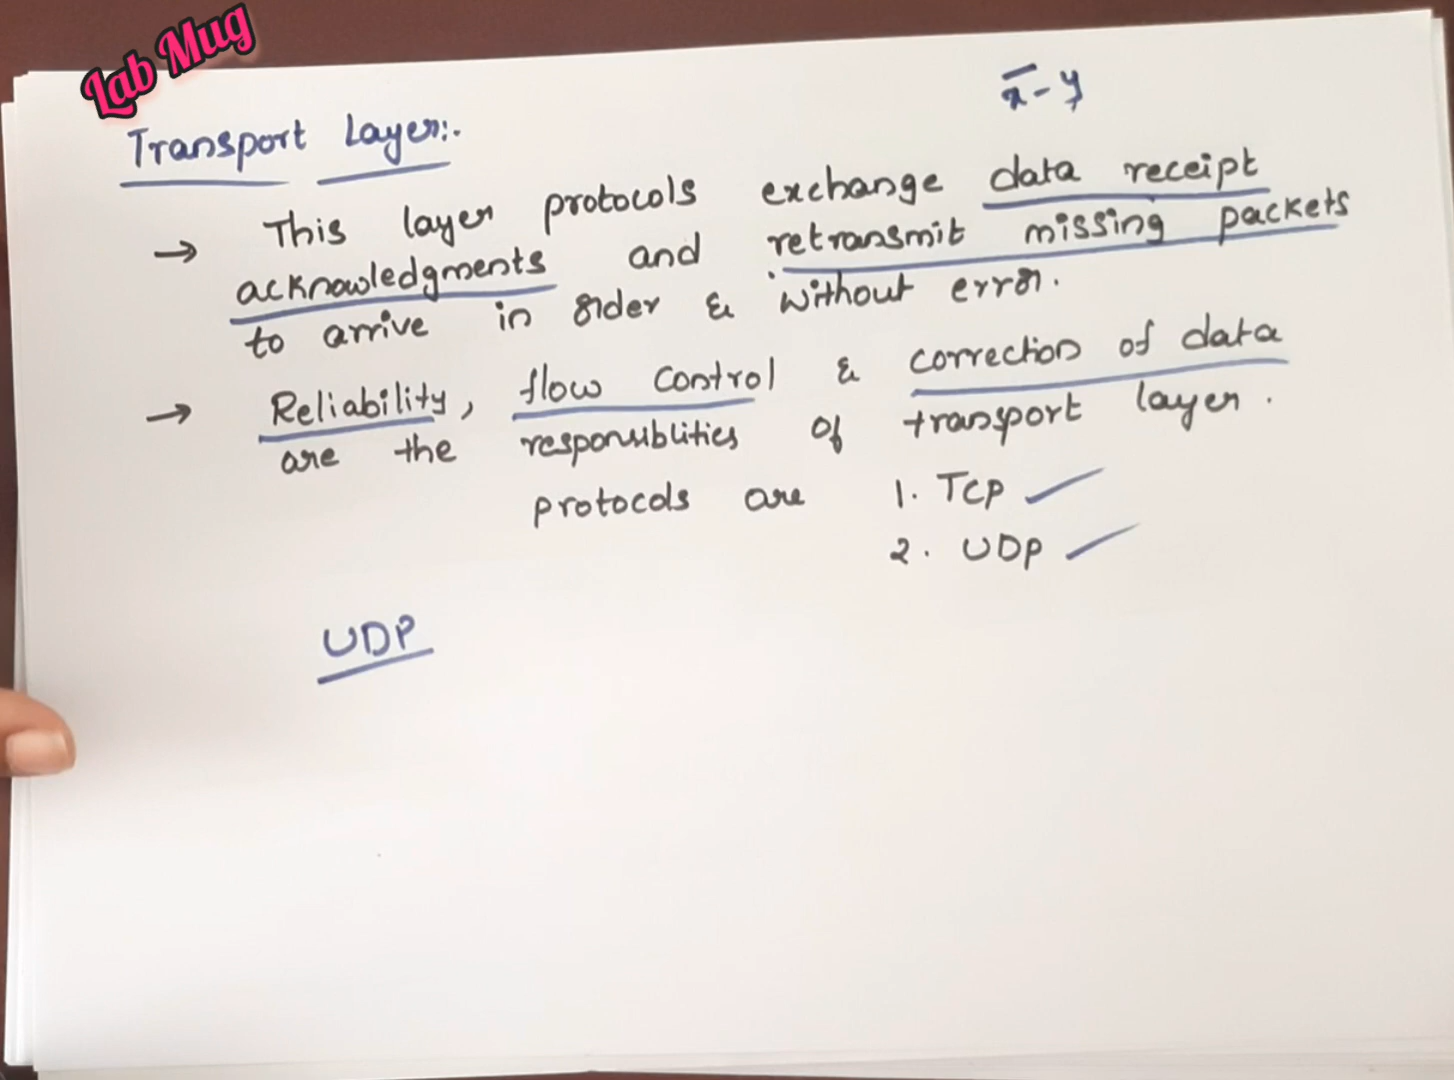 Lab Mug
x - y
Transport Layer:.
→ This layer protocols exchange data receipt
acknowledgments and retransmit missing packets
to arrive in order & without error.
→ Reliability, flow control & correction of data
are the responsiblities of transport layer.
protocols are 1. TCP
2. UDP
UDP